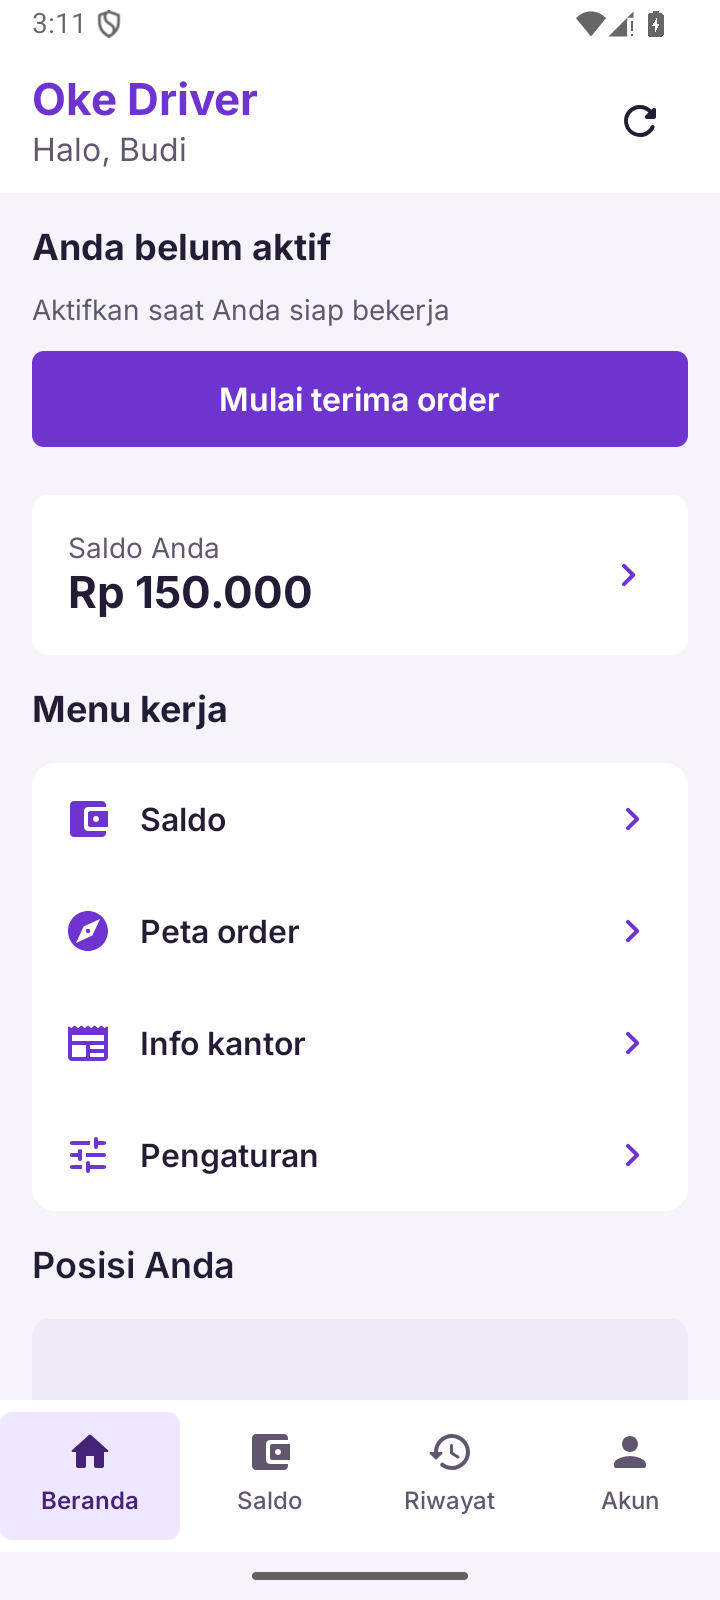 3:11
Oke Driver
Halo, Budi
Anda belum aktif
Aktifkan saat Anda siap bekerja
Mulai terima order
Saldo Anda
Rp 150.000
Menu kerja
Saldo
Peta order
Info kantor
Pengaturan
Posisi Anda
Beranda
Saldo
Riwayat
Akun